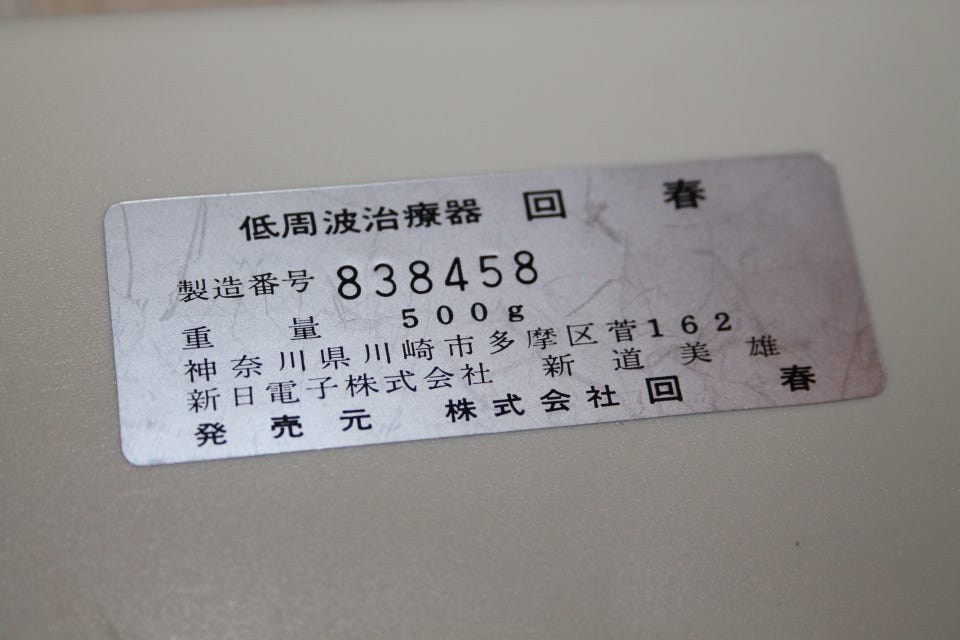 低周波治療器 回春
製造番号 838458
重量 500g
神奈川県川崎市多摩区菅162
新日電子株式会社 新道美雄
発売元 株式会社回春